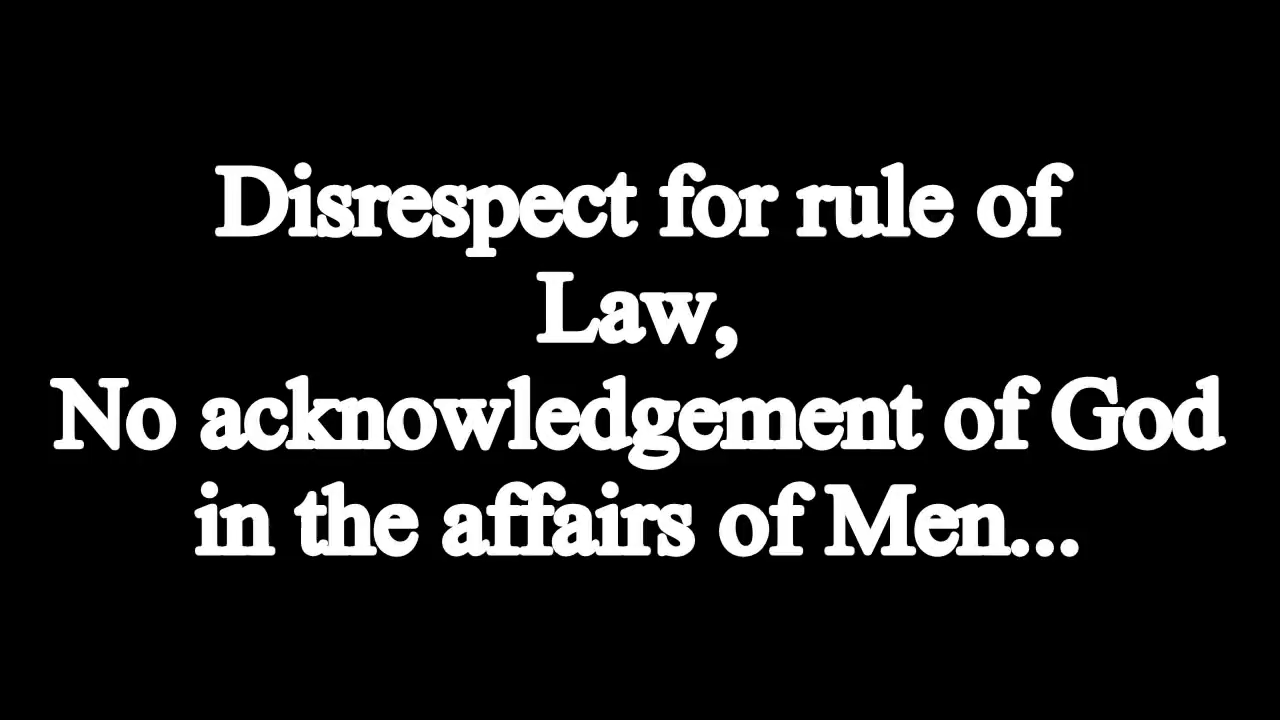 Disrespect for rule of
Law,
No acknowledgement of God
in the affairs of Men...